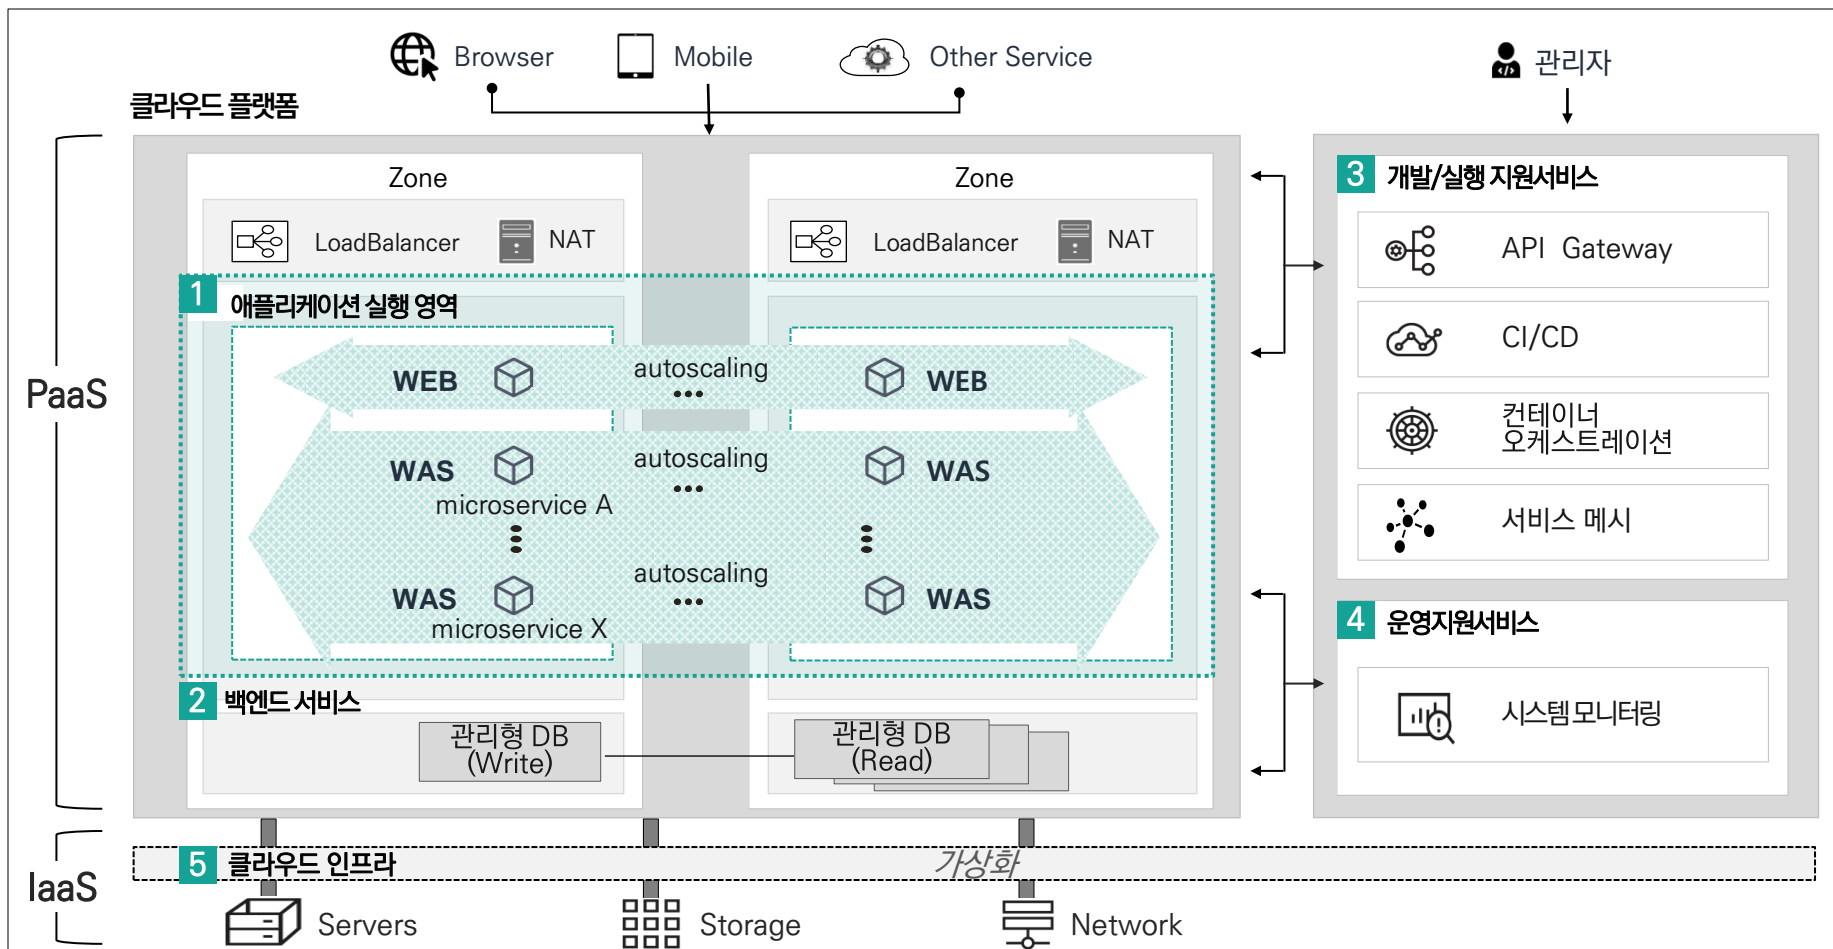 Browser
Mobile
Other Service
관리자
클라우드 플랫폼
PaaS
Zone
LoadBalancer
NAT
Zone
LoadBalancer
NAT
1 애플리케이션 실행 영역
WEB
autoscaling
...
WEB
WAS
microservice A
autoscaling
...
WAS
WAS
microservice X
autoscaling
...
WAS
2 백엔드 서비스
관리형 DB
(Write)
관리형 DB
(Read)
3 개발/실행 지원서비스
API Gateway
CI/CD
컨테이너
오케스트레이션
서비스 메시
4 운영지원서비스
시스템 모니터링
IaaS
5 클라우드 인프라
가상화
Servers
Storage
Network